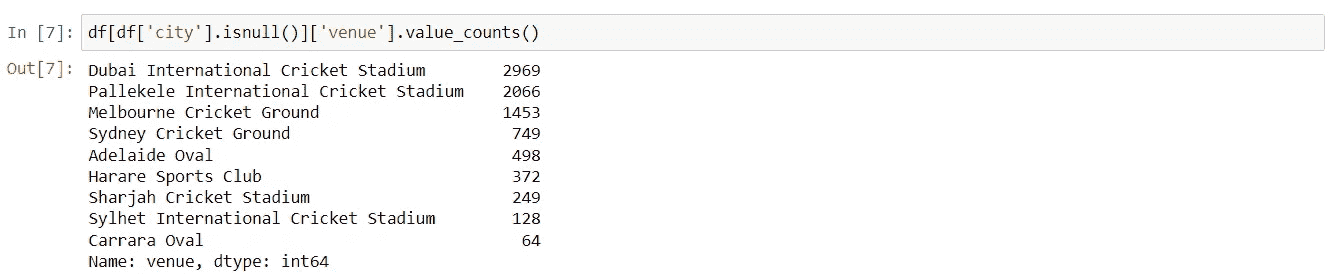 In [7]: df[df['city'].isnull()]['venue'].value_counts()
Out[7]: Dubai International Cricket Stadium 2969
Pallekele International Cricket Stadium 2066
Melbourne Cricket Ground 1453
Sydney Cricket Ground 749
Adelaide Oval 498
Harare Sports Club 372
Sharjah Cricket Stadium 249
Sylhet International Cricket Stadium 128
Carrara Oval 64
Name: venue, dtype: int64